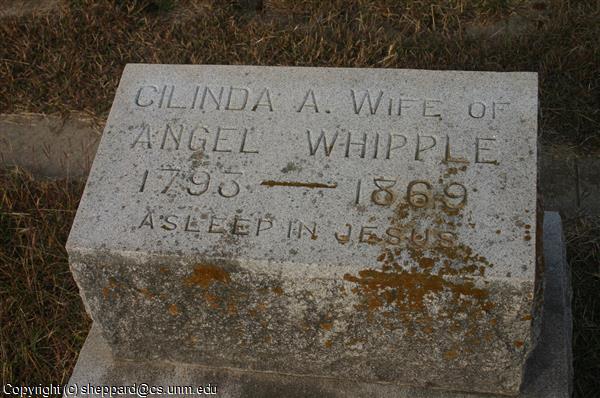 CILINDA A. WIFE OF
ANGEL WHIPPLE
1793 — 1869
ASLEEP IN JESUS
Copyright (c) sheppard@cs.unm.edu